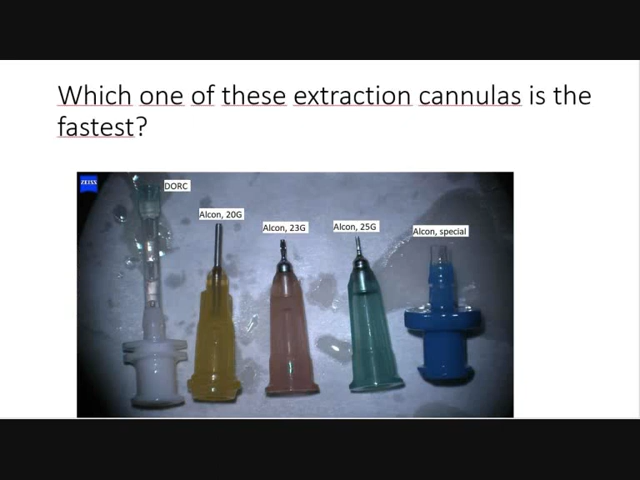 Which one of these extraction cannulas is the
fastest?
ZEISS
DORC
Alcon, 20G
Alcon, 23G
Alcon, 25G
Alcon, special